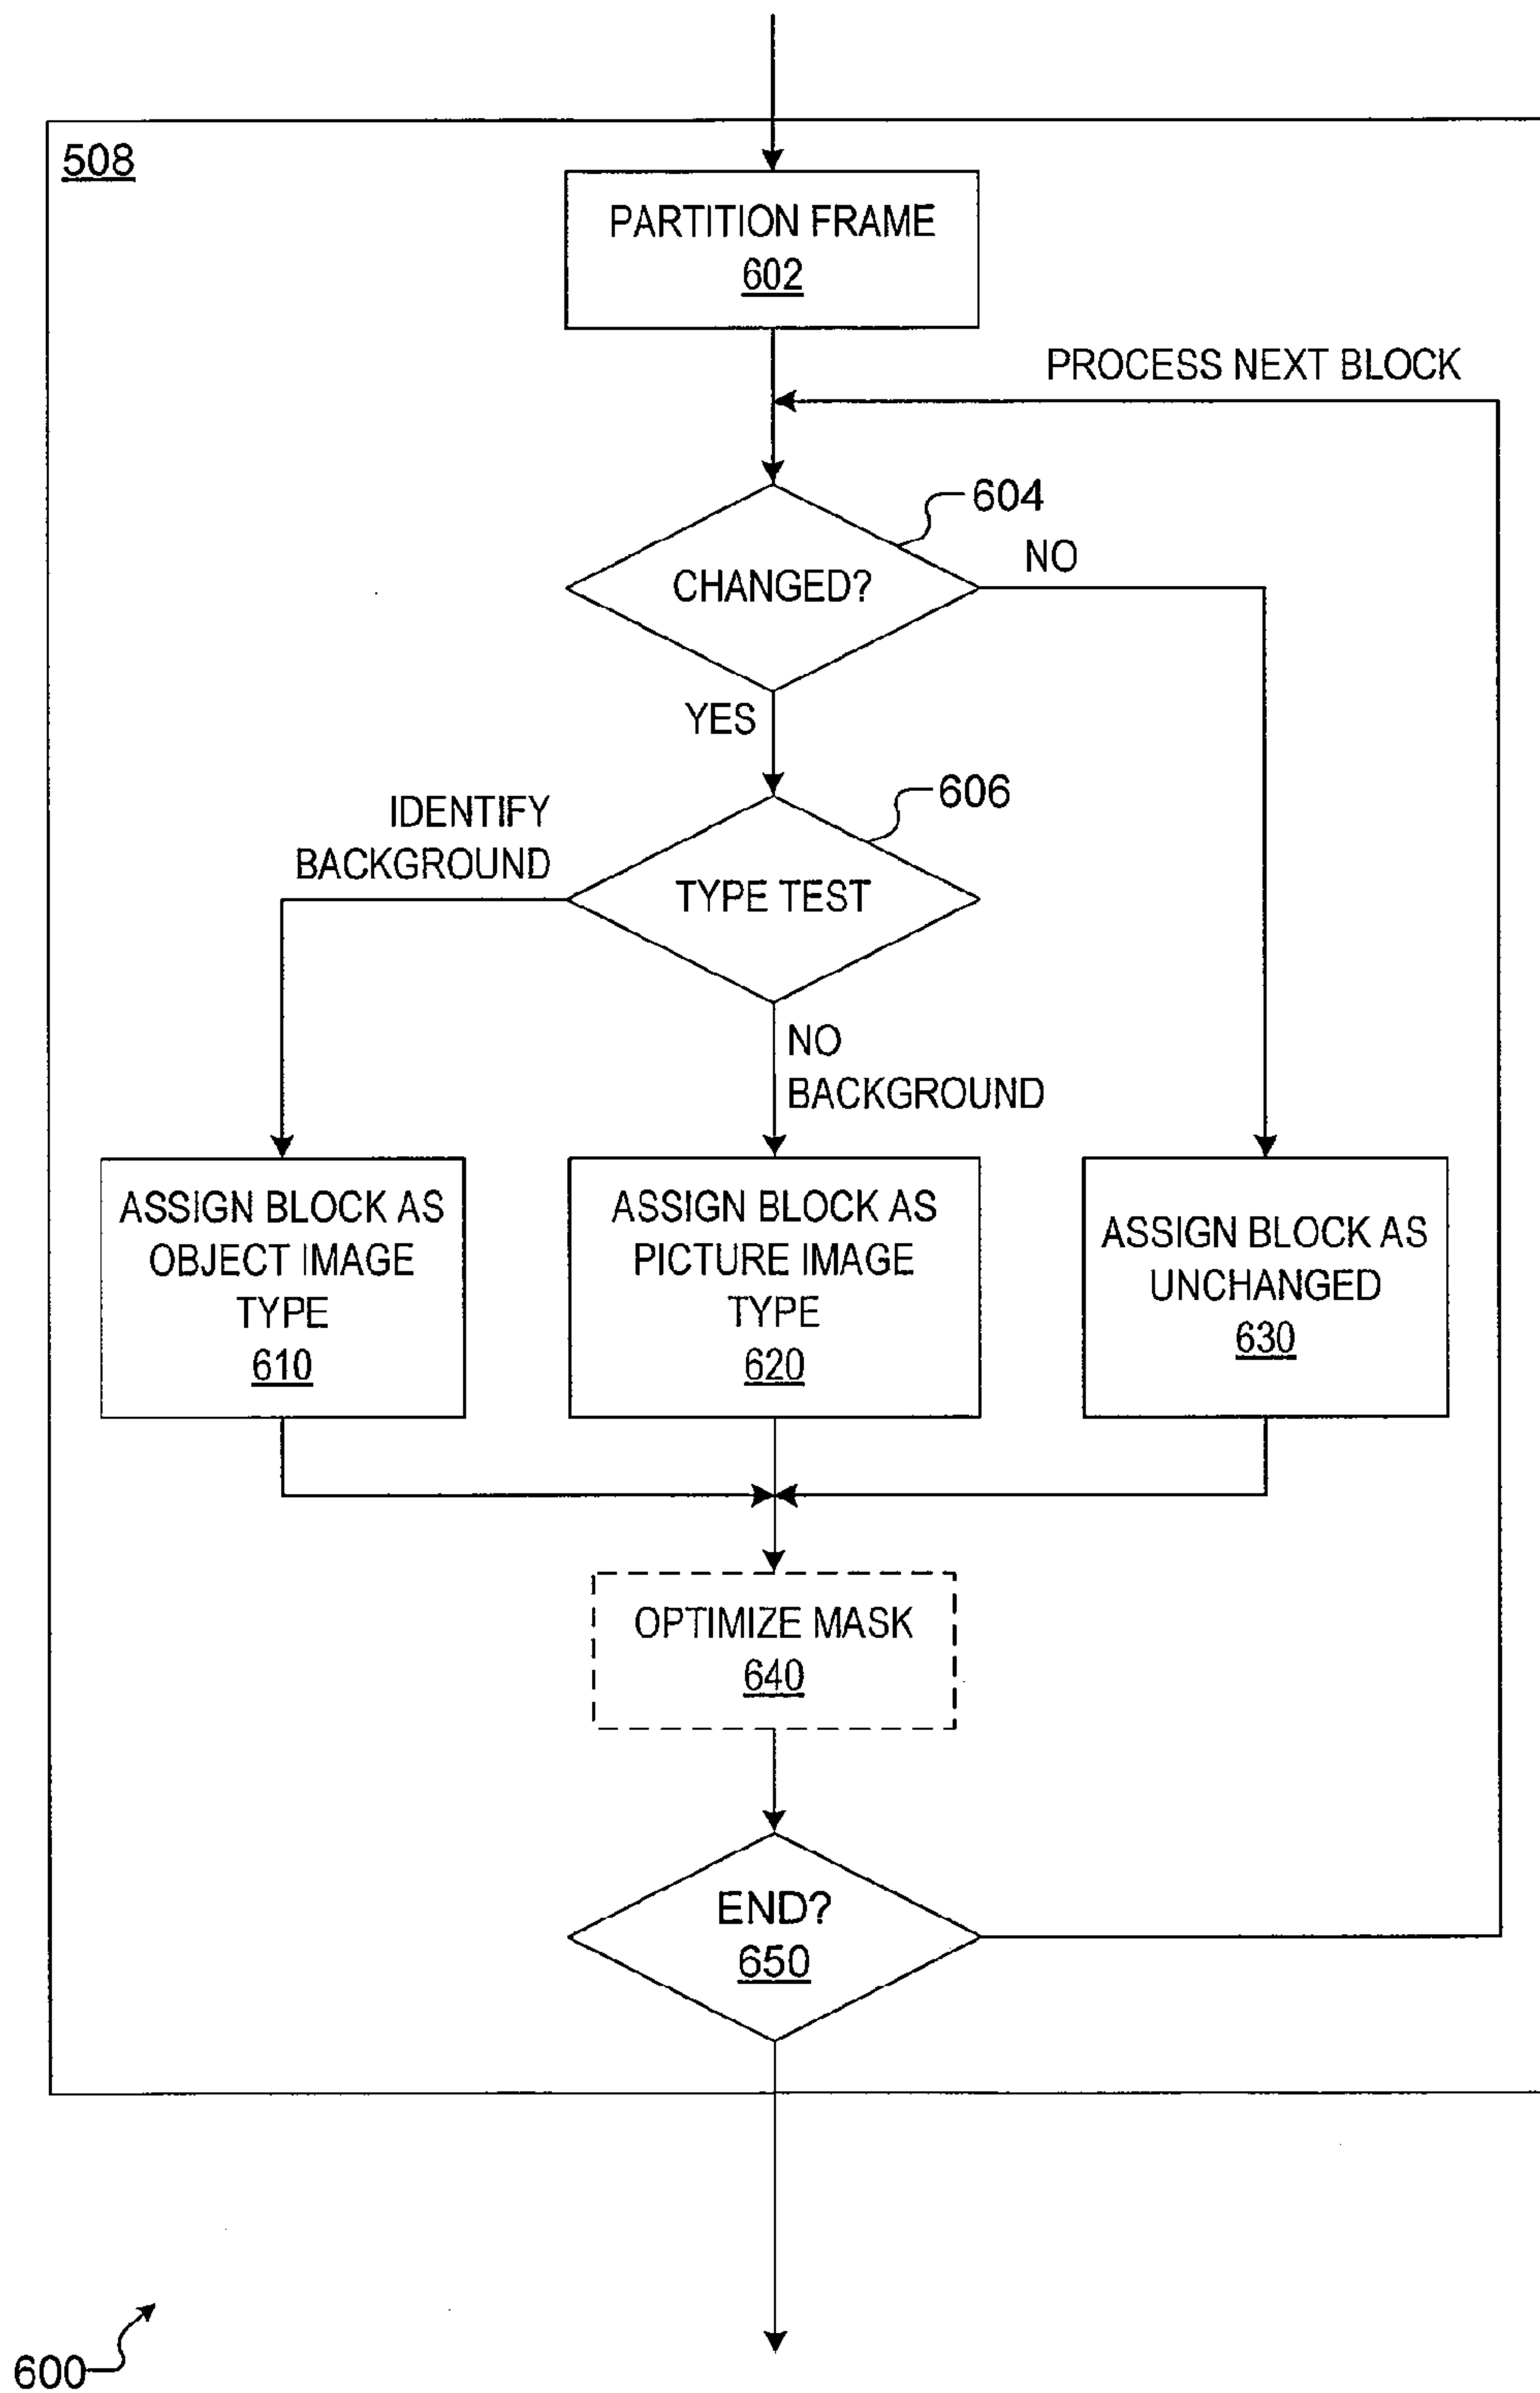 508
PARTITION FRAME
602
PROCESS NEXT BLOCK
604
CHANGED?
NO
YES
606
IDENTIFY
BACKGROUND
TYPE TEST
NO
BACKGROUND
ASSIGN BLOCK AS
OBJECT IMAGE
TYPE
610
ASSIGN BLOCK AS
PICTURE IMAGE
TYPE
620
ASSIGN BLOCK AS
UNCHANGED
630
OPTIMIZE MASK
640
END?
650
600